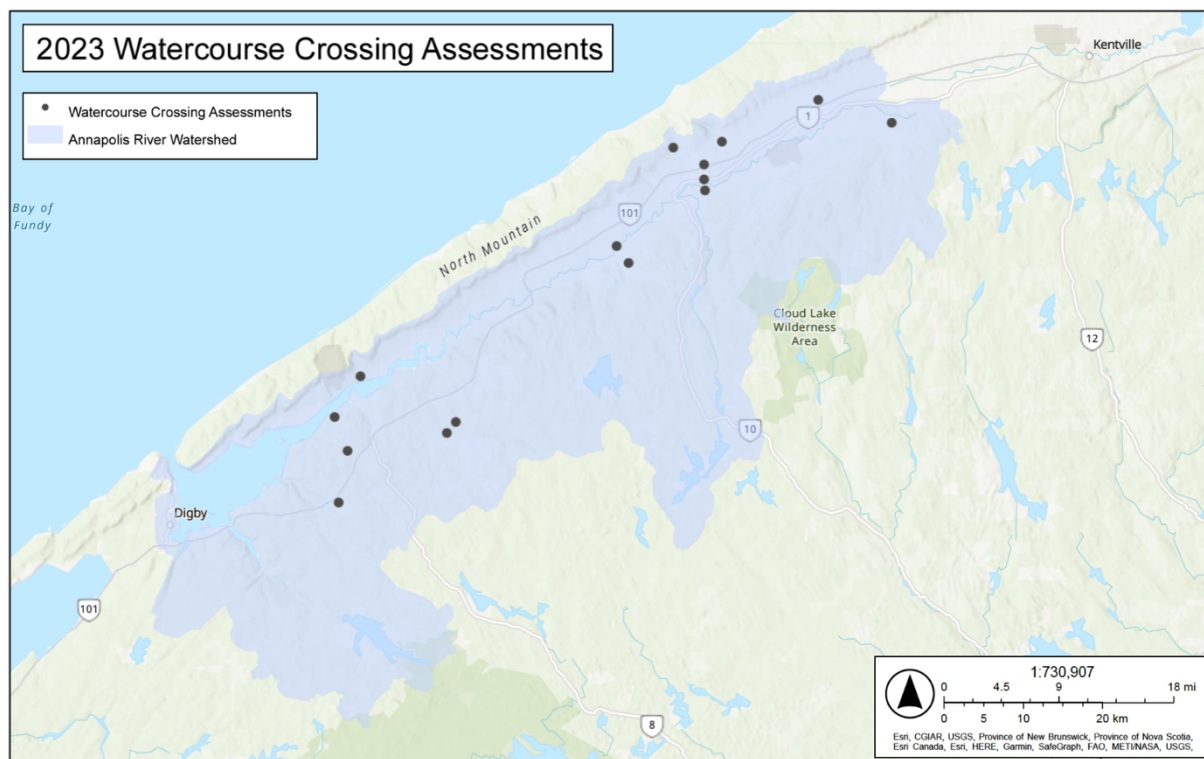 2023 Watercourse Crossing Assessments
Watercourse Crossing Assessments
Annapolis River Watershed
Kentville
1
Bay of
Fundy
101
North Mountain
Cloud Lake
Wilderness
Area
12
10
Digby
101
8
1:730,907
0 4.5 9 18 mi
0 5 10 20 km
Esri, CGIAR, USGS, Province of New Brunswick, Province of Nova Scotia,
Esri Canada, Esri, HERE, Garmin, SafeGraph, FAO, METI/NASA, USGS,